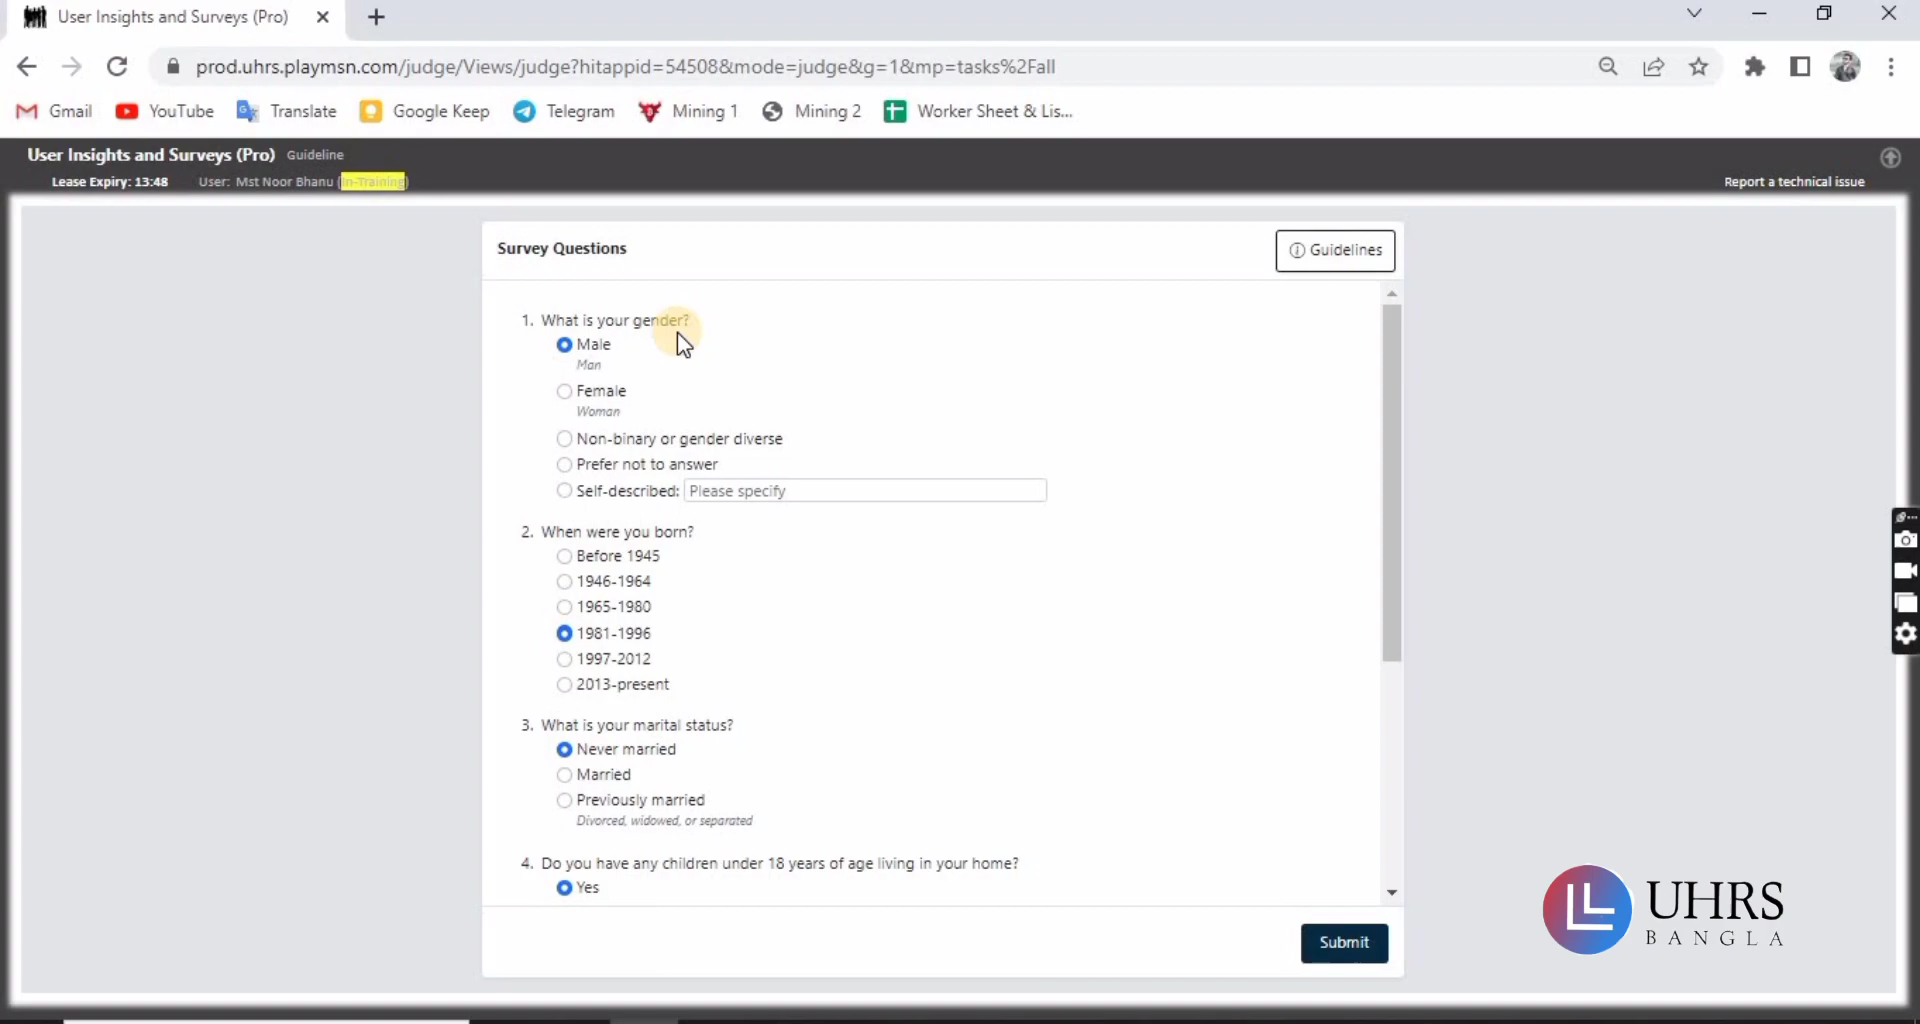 User Insights and Surveys (Pro)
prod.uhrs.playmsn.com/judge/Views/judge?hitappid=54508&mode=judge&g=1&mp=tasks%2Fall
Gmail YouTube Translate Google Keep Telegram Mining 1 Mining 2 Worker Sheet & Lis...
User Insights and Surveys (Pro) Guideline
Lease Expiry: 13:48 User: Mst Noor Bhanu (In-Training)
Report a technical issue
Survey Questions
Guidelines
1. What is your gender?
Male
Man
Female
Woman
Non-binary or gender diverse
Prefer not to answer
Self-described: Please specify
2. When were you born?
Before 1945
1946-1964
1965-1980
1981-1996
1997-2012
2013-present
3. What is your marital status?
Never married
Married
Previously married
Divorced, widowed, or separated
4. Do you have any children under 18 years of age living in your home?
Yes
Submit
UHRS
BANGLA